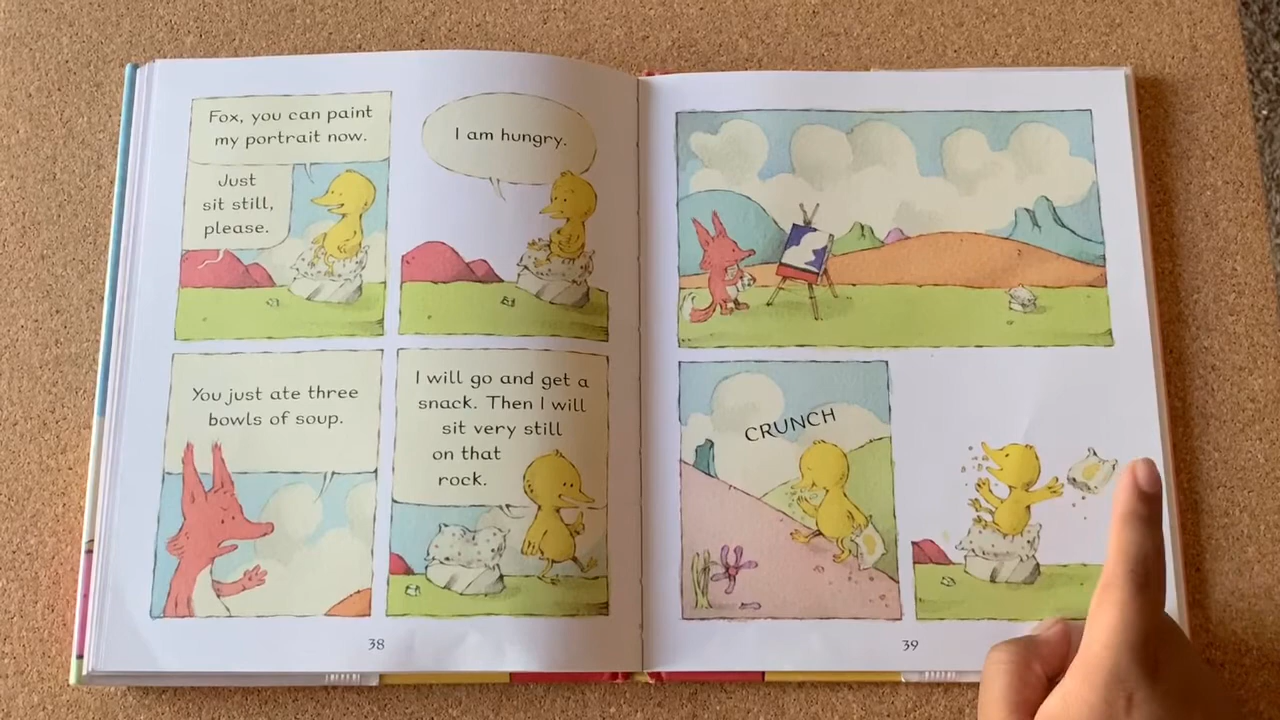 Fox, you can paint
my portrait now.
Just
sit still,
please.
I am hungry.
You just ate three
bowls of soup.
I will go and get a
snack. Then I will
sit very still
on that
rock.
38
CRUNCH
39